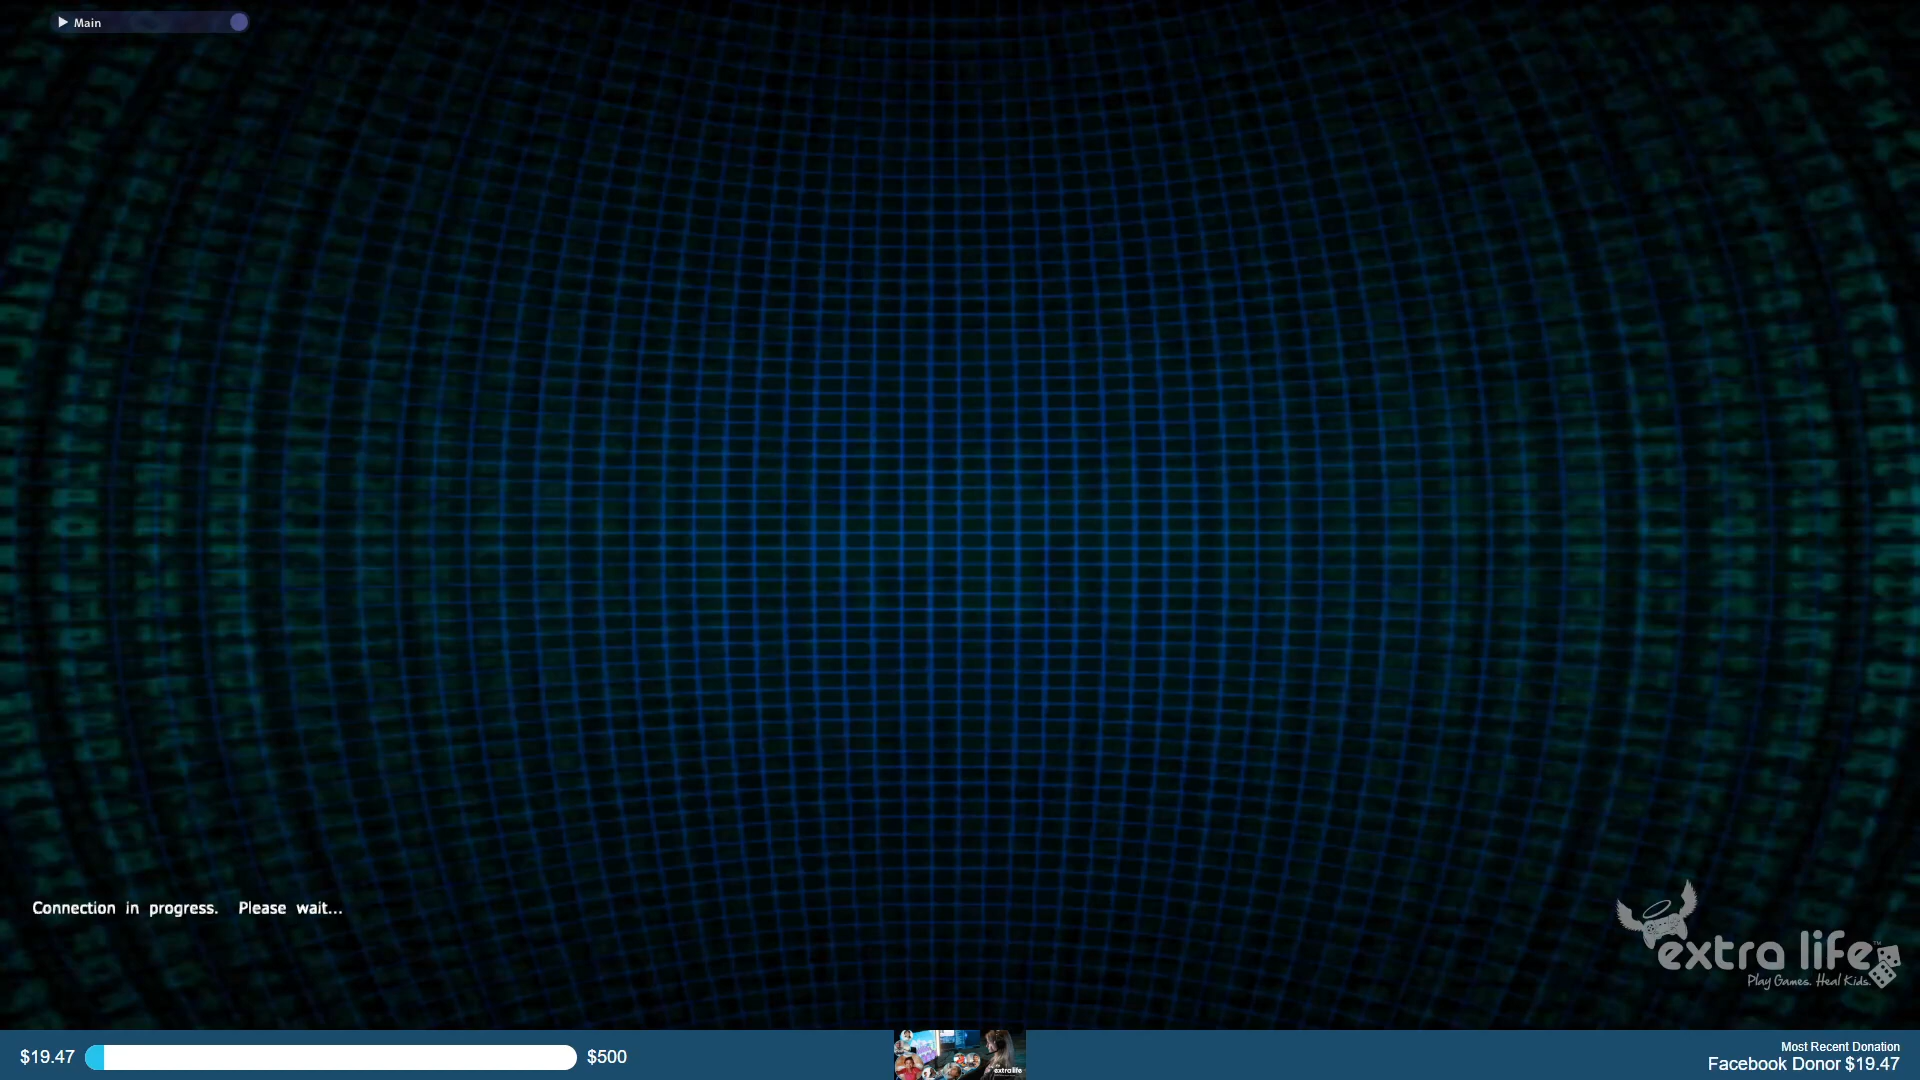 Main
Connection in progress. Please wait...
extra life
Play Games. Heal Kids.
$19.47
$500
extralife
Most Recent Donation
Facebook Donor $19.47